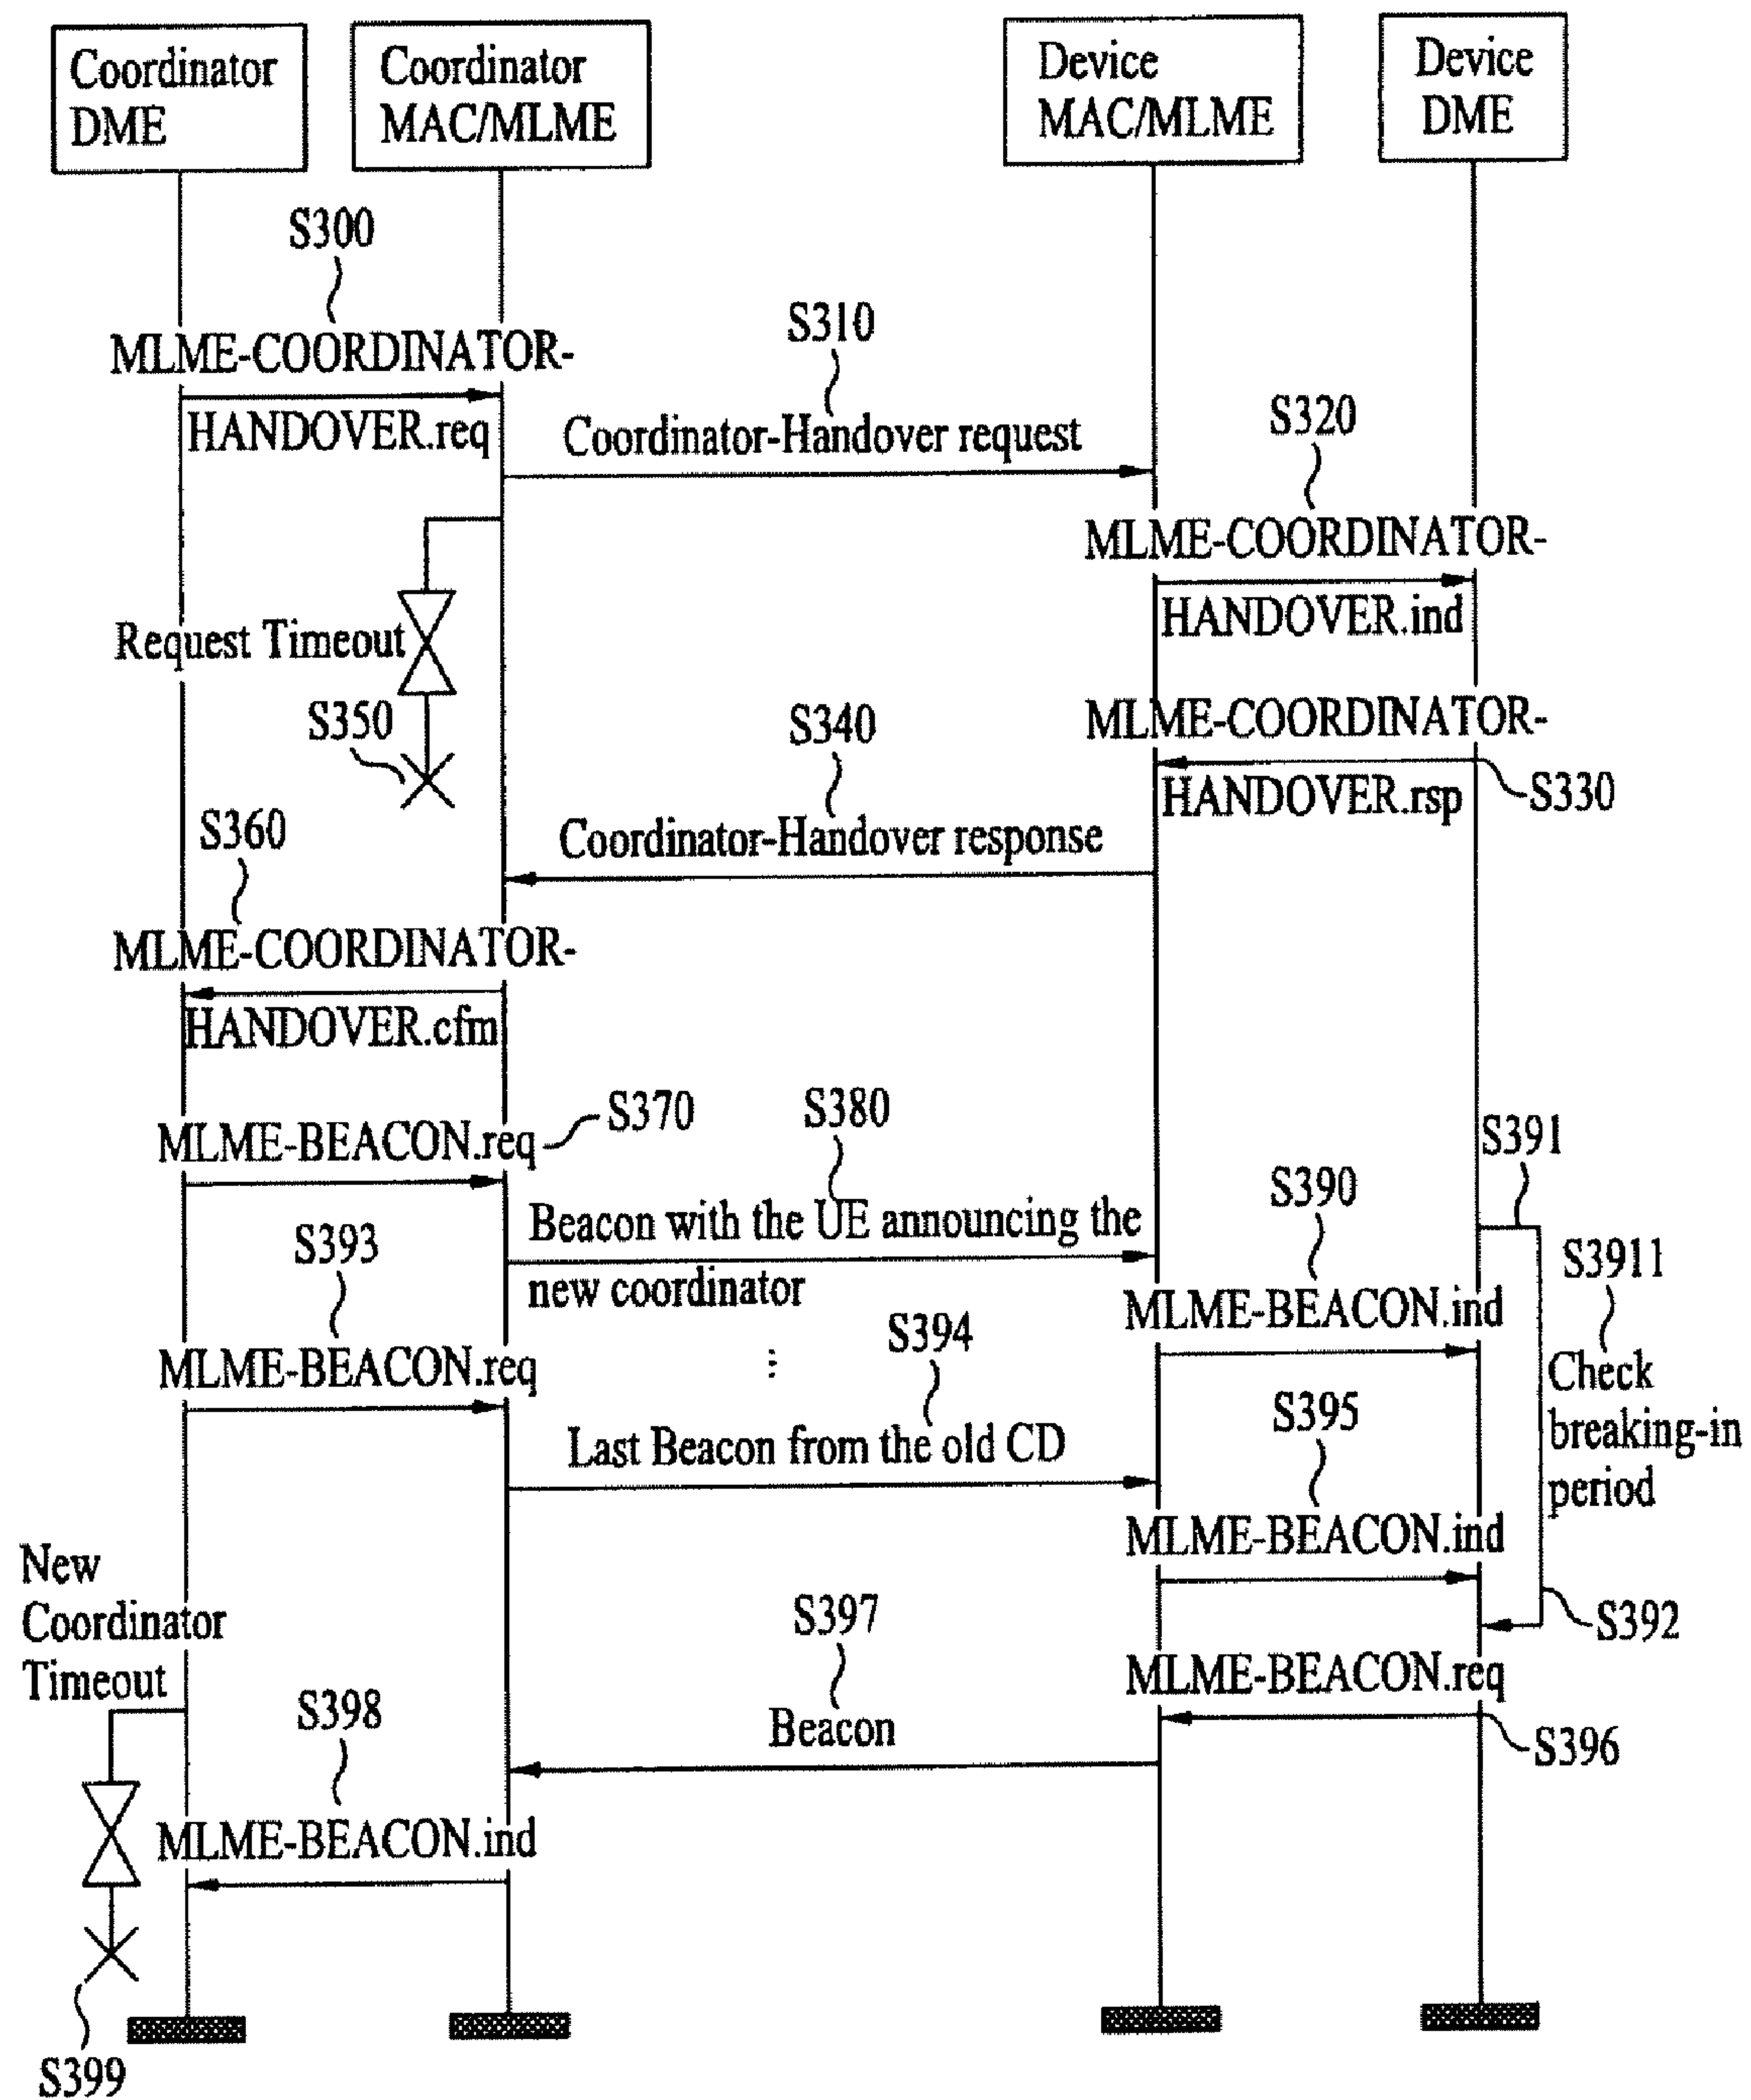 Coordinator
DME
Coordinator
MAC/MLME
Device
MAC/MLME
Device
DME
S300
MLME-COORDINATOR-
HANDOVER.req
S310
Coordinator-Handover request
S320
MLME-COORDINATOR-
HANDOVER.ind
Request Timeout
S350
MLME-COORDINATOR-
HANDOVER.rsp
S330
S340
Coordinator-Handover response
S360
MLME-COORDINATOR-
HANDOVER.cfm
MLME-BEACON.req
S370
S380
Beacon with the UE announcing the
new coordinator
S390
MLME-BEACON.ind
S391
S3911
Check
breaking-in
period
S393
MLME-BEACON.req
...
S394
Last Beacon from the old CD
S395
MLME-BEACON.ind
S392
New
Coordinator
Timeout
MLME-BEACON.req
S396
S397
Beacon
S398
MLME-BEACON.ind
S399